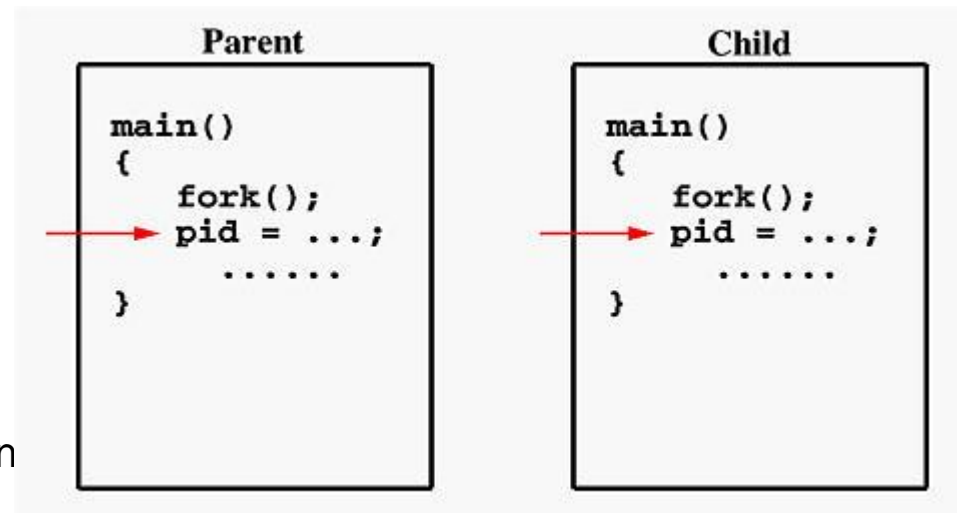 Parent
main()
{
fork();
pid = ...;
......
}
Child
main()
{
fork();
pid = ...;
......
}